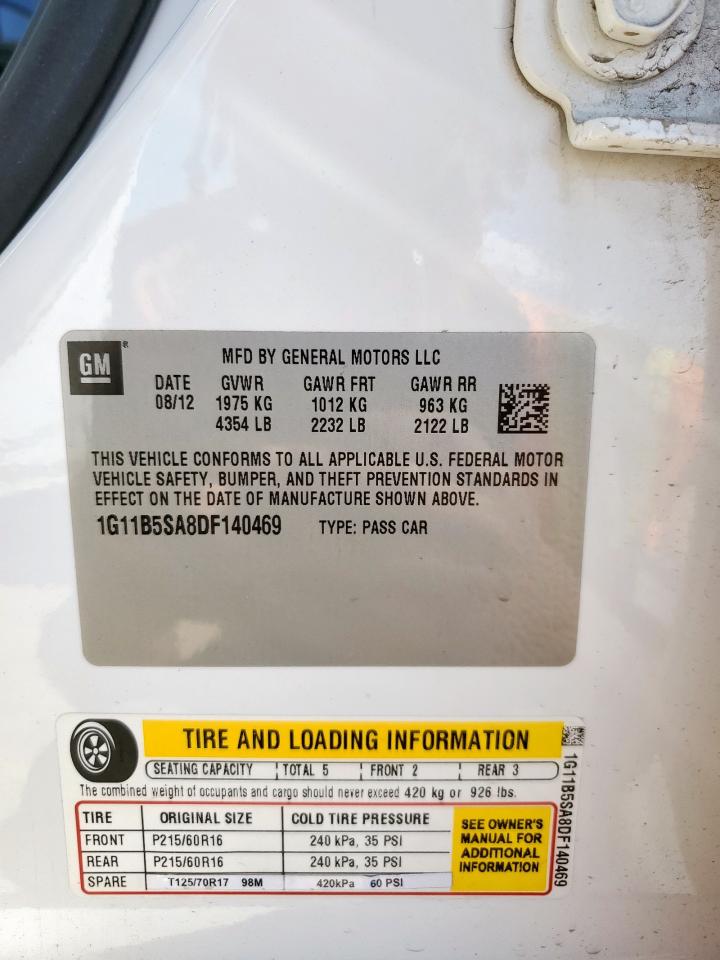 GM® MFD BY GENERAL MOTORS LLC
DATE GVWR GAWR FRT GAWR RR
08/12 1975 KG 1012 KG 963 KG
4354 LB 2232 LB 2122 LB
THIS VEHICLE CONFORMS TO ALL APPLICABLE U.S. FEDERAL MOTOR
VEHICLE SAFETY, BUMPER, AND THEFT PREVENTION STANDARDS IN
EFFECT ON THE DATE OF MANUFACTURE SHOWN ABOVE.
1G11B5SA8DF140469 TYPE: PASS CAR
TIRE AND LOADING INFORMATION
SEATING CAPACITY TOTAL 5 FRONT 2 REAR 3
The combined weight of occupants and cargo should never exceed 420 kg or 926 lbs.
TIRE ORIGINAL SIZE COLD TIRE PRESSURE
FRONT P215/60R16 240 kPa, 35 PSI
REAR P215/60R16 240 kPa, 35 PSI
SPARE T125/70R17 98M 420kPa 60 PSI
SEE OWNER'S
MANUAL FOR
ADDITIONAL
INFORMATION
1G11B5SA8DF140469